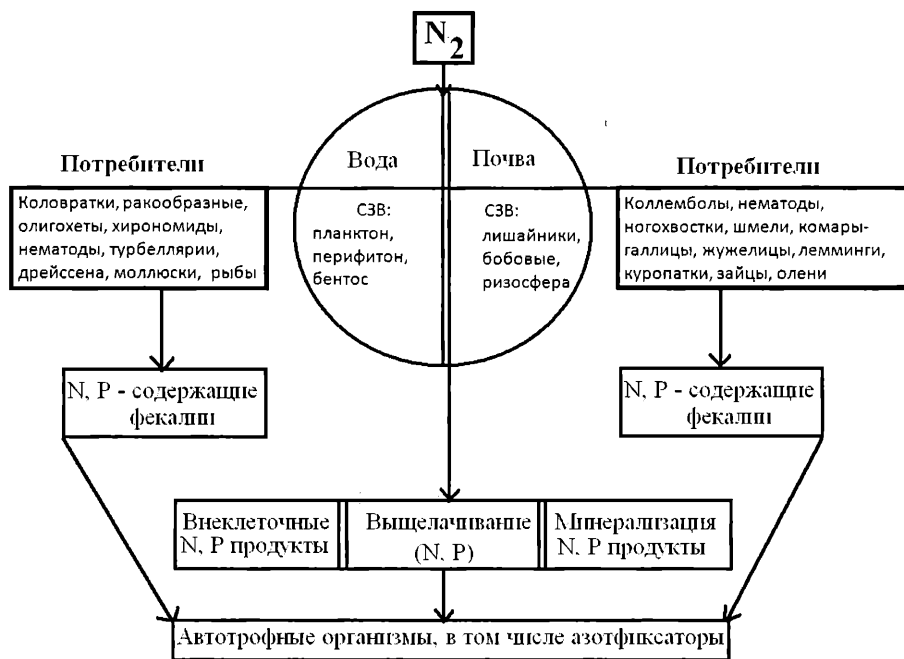 N2
Потребители
Вода
Почва
Потребители
Коловратки, ракообразные,
олигохеты, хирономиды,
нематоды, турбеллярии,
дрейссена, моллюски, рыбы
СЗВ:
планктон,
перифитон,
бентос
СЗВ:
лишайники,
бобовые,
ризосфера
Коллемболы, нематоды,
ногохвостки, шмели, комары-
галлицы, жужелицы, лемминги,
куропатки, зайцы, олени
N, P - содержащие
фекалии
N, P - содержащие
фекалии
Внеклеточные
N, P продукты
Выщелачивание
(N, P)
Минерализация
N, P продукты
Автотрофные организмы, в том числе азотфиксаторы